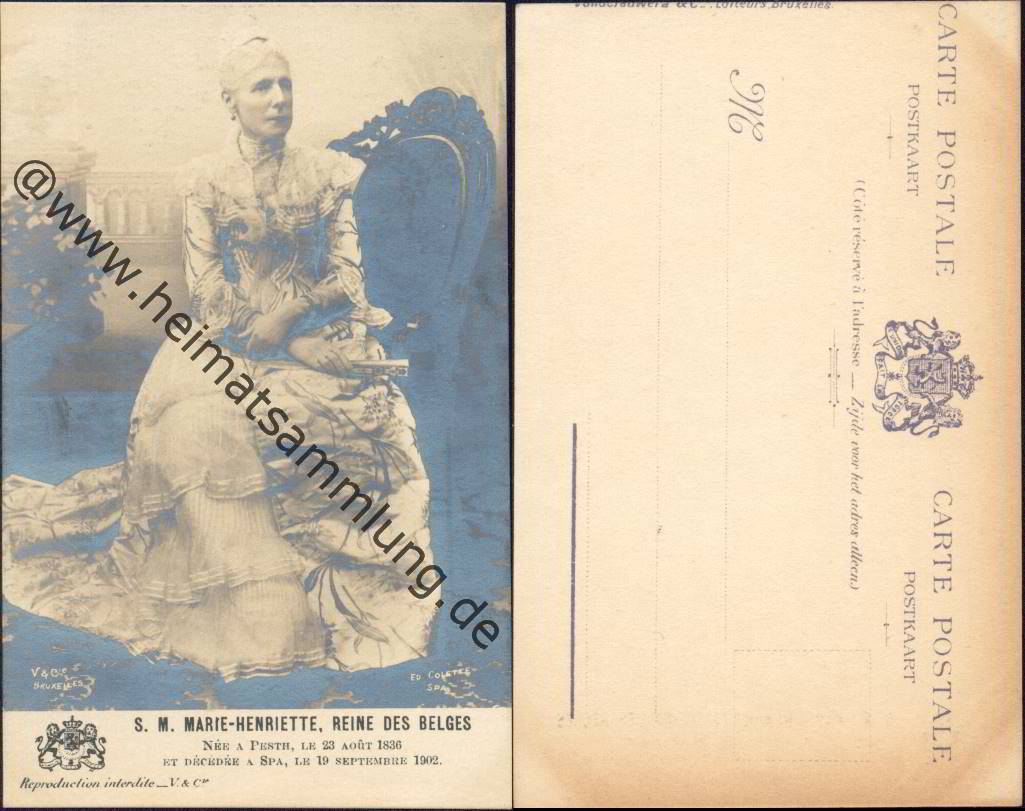 @www.heimatsammlung.de
V & Cie
BRUXELLES
ED COLETTE
SPA
S. M. MARIE-HENRIETTE, REINE DES BELGES
NÉE A PESTH, LE 23 AOÛT 1836
ET DÉCÉDÉE A SPA, LE 19 SEPTEMBRE 1902.
Reproduction interdite _ V. & Cie
Vanderauwera & Cie. Editeurs, Bruxelles.
CARTE POSTALE CARTE POSTALE
POSTKAART POSTKAART
(Côté réservé à l'adresse _ Zijde voor het adres alleen)
M